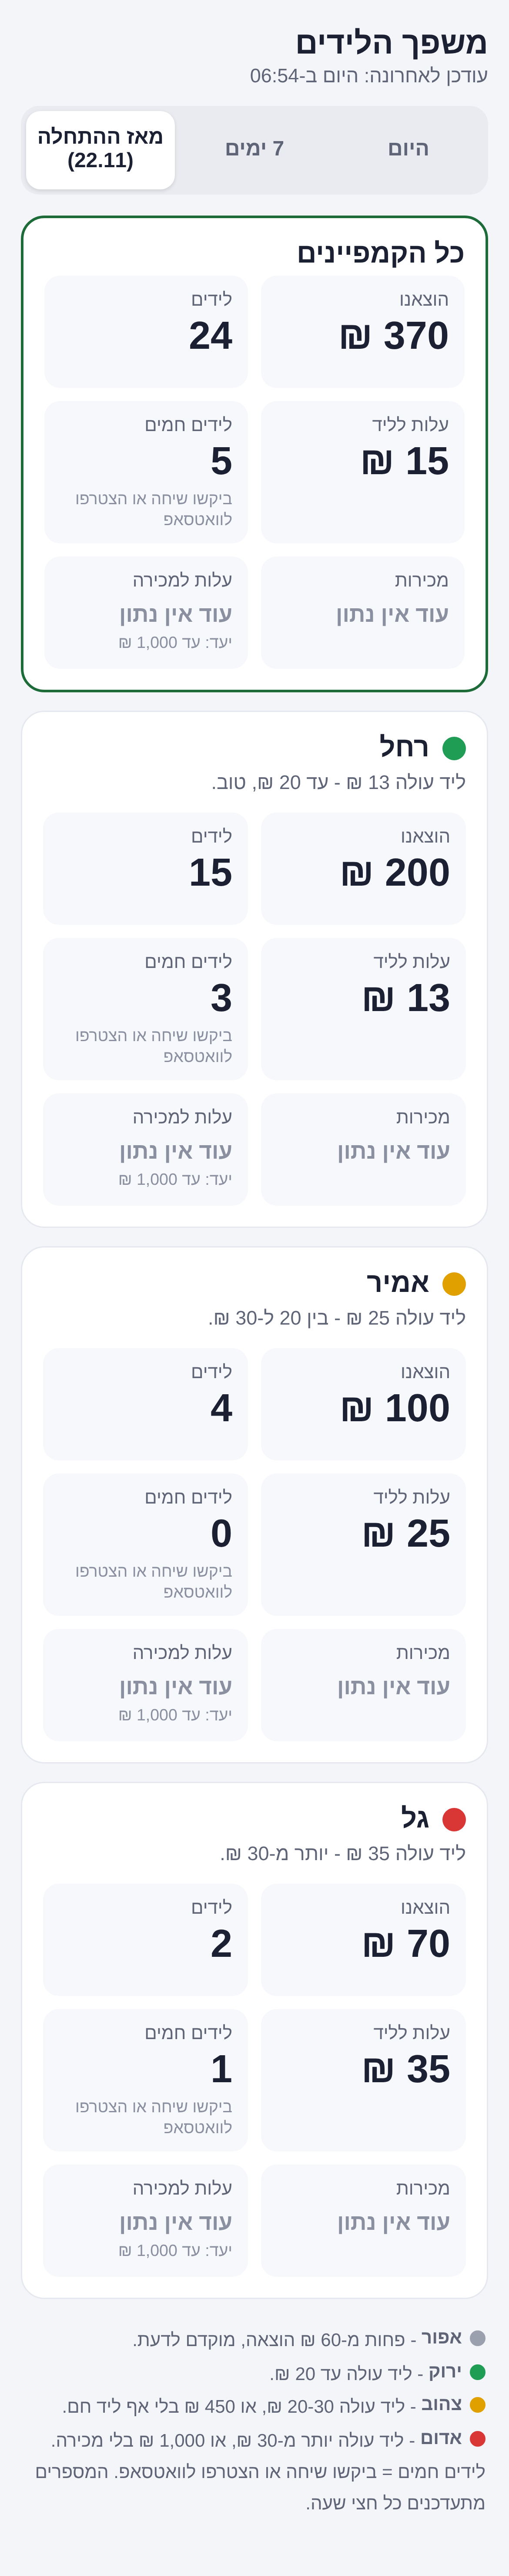 משפך הלידים
עודכן לאחרונה: היום ב-06:54
היום
7 ימים
מאז ההתחלה
(22.11)
כל הקמפיינים
הוצאנו
370 ₪
לידים
24
עלות לליד
15 ₪
לידים חמים
5
ביקשו שיחה או הצטרפו
לוואטסאפ
מכירות
עוד אין נתון
עלות למכירה
עוד אין נתון
יעד: עד 1,000 ₪
רחל
ליד עולה 13 ₪ - עד 20 ₪, טוב.
הוצאנו
200 ₪
לידים
15
עלות לליד
13 ₪
לידים חמים
3
ביקשו שיחה או הצטרפו
לוואטסאפ
מכירות
עוד אין נתון
עלות למכירה
עוד אין נתון
יעד: עד 1,000 ₪
אמיר
ליד עולה 25 ₪ - בין 20 ל-30 ₪.
הוצאנו
100 ₪
לידים
4
עלות לליד
25 ₪
לידים חמים
0
ביקשו שיחה או הצטרפו
לוואטסאפ
מכירות
עוד אין נתון
עלות למכירה
עוד אין נתון
יעד: עד 1,000 ₪
גל
ליד עולה 35 ₪ - יותר מ-30 ₪.
הוצאנו
70 ₪
לידים
2
עלות לליד
35 ₪
לידים חמים
1
ביקשו שיחה או הצטרפו
לוואטסאפ
מכירות
עוד אין נתון
עלות למכירה
עוד אין נתון
יעד: עד 1,000 ₪
אפור - פחות מ-60 ₪ הוצאה, מוקדם לדעת.
ירוק - ליד עולה עד 20 ₪.
צהוב - ליד עולה 20-30 ₪, או 450 ₪ בלי אף ליד חם.
אדום - ליד עולה יותר מ-30 ₪, או 1,000 ₪ בלי מכירה.
לידים חמים = ביקשו שיחה או הצטרפו לוואטסאפ. המספרים
מתעדכנים כל חצי שעה.